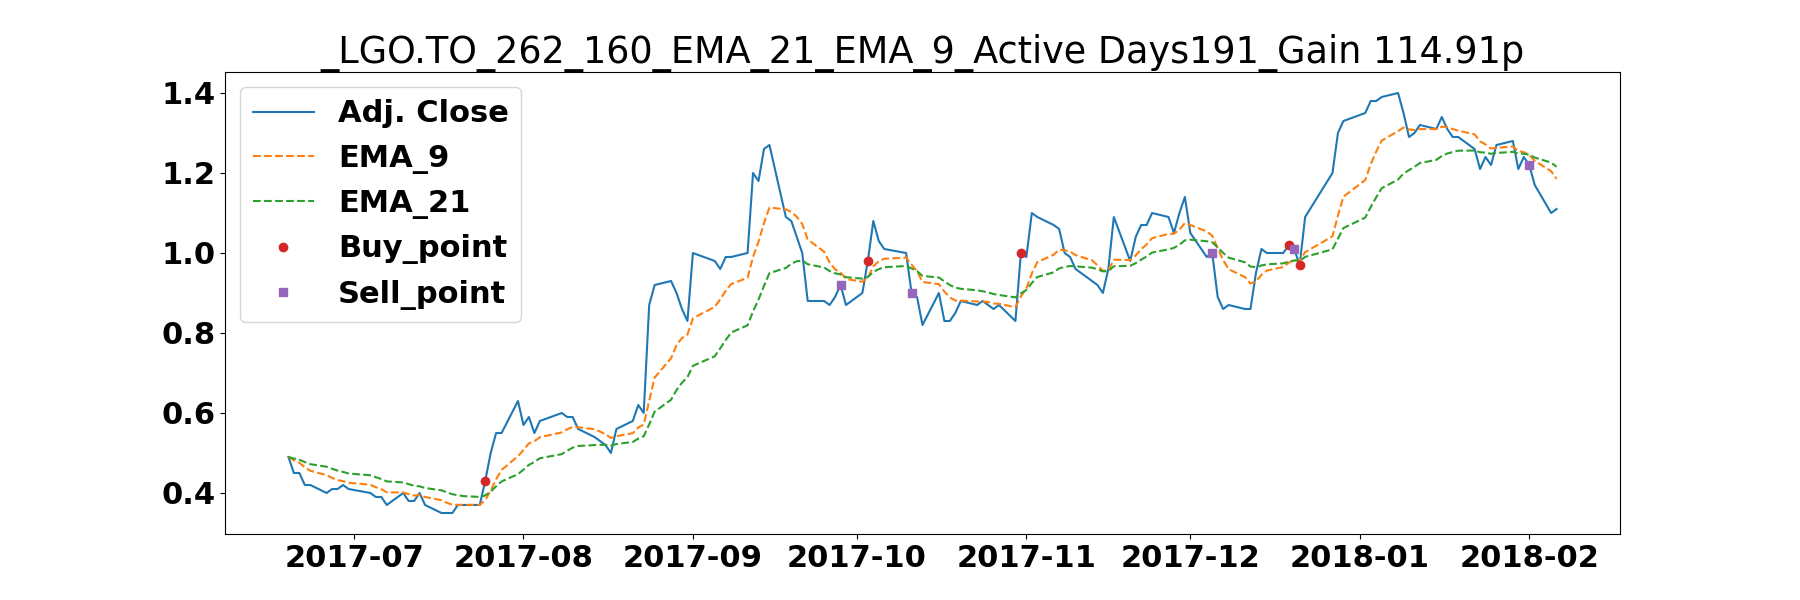 _LGO.TO_262_160_EMA_21_EMA_9_Active Days191_Gain 114.91p
1.4
1.2
1.0
0.8
0.6
0.4
Adj. Close
EMA_9
EMA_21
Buy_point
Sell_point
2017-07 2017-08 2017-09 2017-10 2017-11 2017-12 2018-01 2018-02